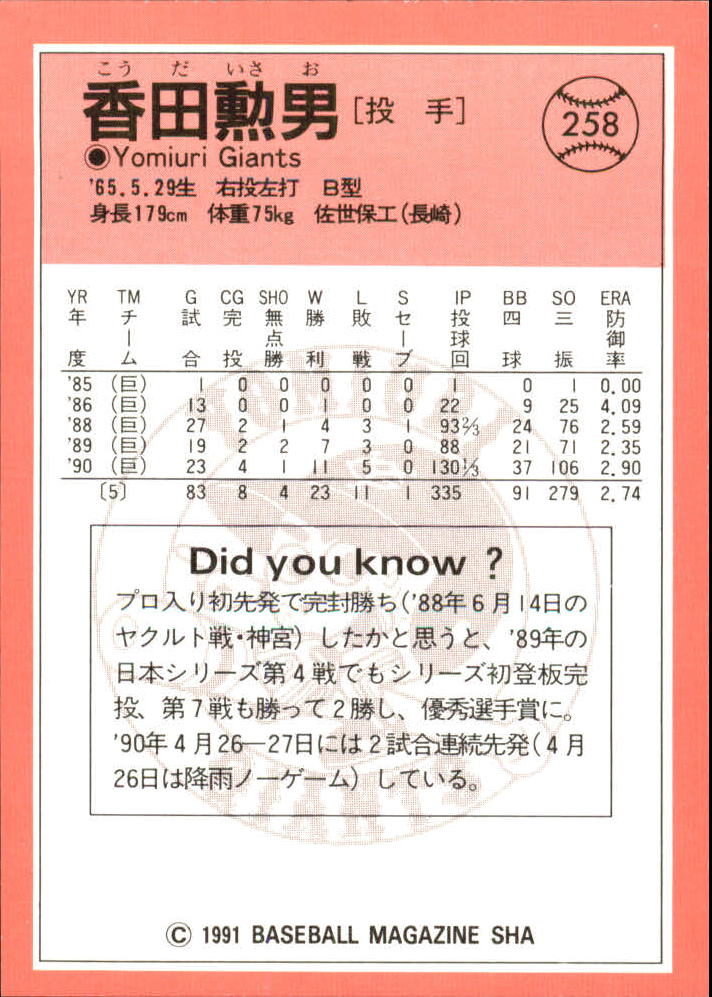 こう だ いさ お
香田勲男[投 手]
258
●Yomiuri Giants
'65.5.29生 右投左打 B型
身長179cm 体重75kg 佐世保工(長崎)
YR TM G CG SHO W L S IP BB SO ERA
年度 チーム 試合 完投 無点勝 勝利 敗戦 セーブ 投球回 四球 三振 防御率
'85 (巨) 1 0 0 0 0 0 1 0 1 0.00
'86 (巨) 13 0 0 1 0 0 22 9 25 4.09
'88 (巨) 27 2 1 4 3 1 93⅔ 24 76 2.59
'89 (巨) 19 2 2 7 3 0 88 21 71 2.35
'90 (巨) 23 4 1 11 5 0 130⅓ 37 106 2.90
〔5〕 83 8 4 23 11 1 335 91 279 2.74
Did you know ?
プロ入り初先発で完封勝ち('88年6月14日の
ヤクルト戦・神宮)したかと思うと、'89年の
日本シリーズ第4戦でもシリーズ初登板完
投、第7戦も勝って2勝し、優秀選手賞に。
'90年4月26―27日には2試合連続先発(4月
26日は降雨ノーゲーム)している。
YOMIURI
GIANTS
© 1991 BASEBALL MAGAZINE SHA